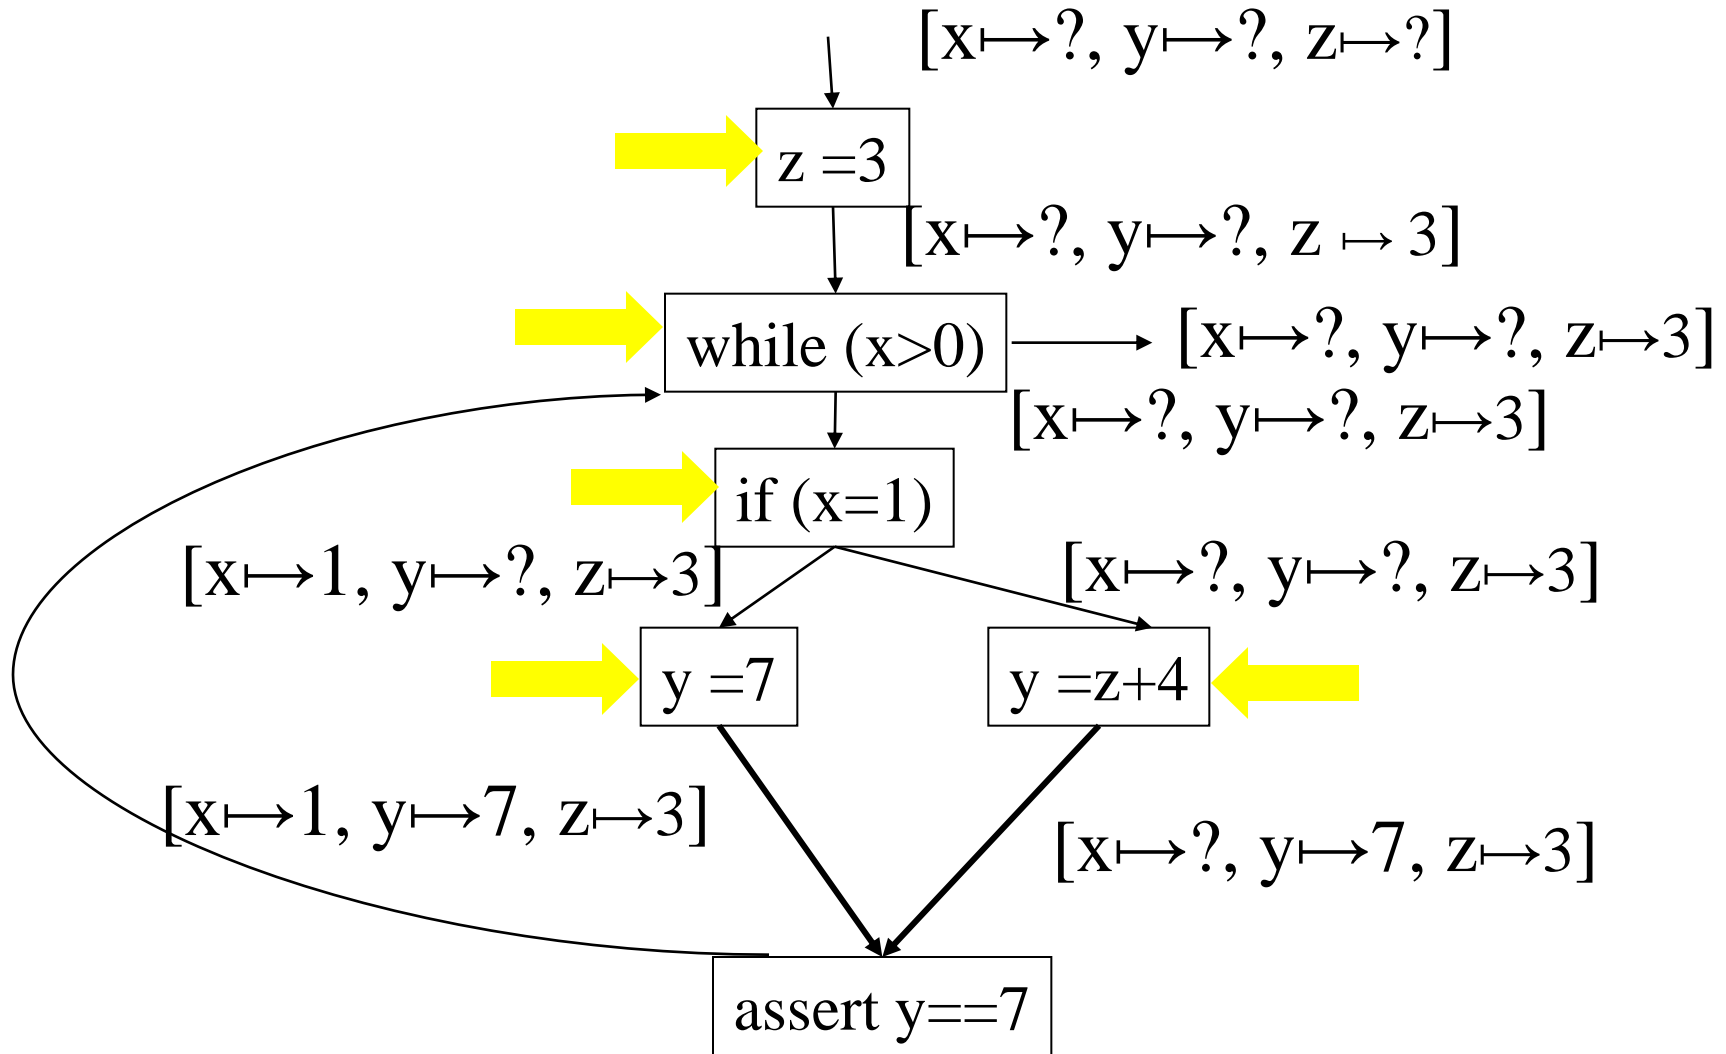 [x↦?, y↦?, z↦?]
z =3
[x↦?, y↦?, z ↦ 3]
while (x>0)
[x↦?, y↦?, z↦3]
[x↦?, y↦?, z↦3]
if (x=1)
[x↦1, y↦?, z↦3]
[x↦?, y↦?, z↦3]
y =7
y =z+4
[x↦1, y↦7, z↦3]
[x↦?, y↦7, z↦3]
assert y==7